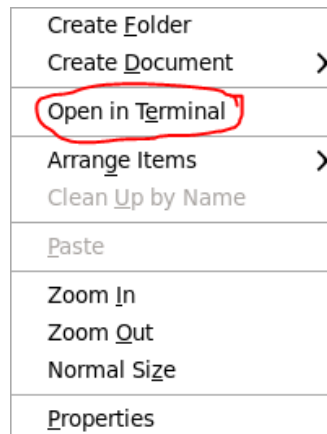 Create Folder
Create Document
Open in Terminal
Arrange Items
Clean Up by Name
Paste
Zoom In
Zoom Out
Normal Size
Properties